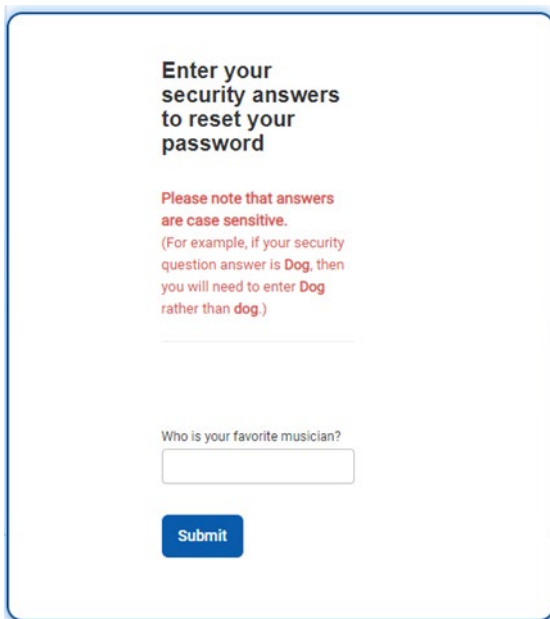 Enter your
security answers
to reset your
password
Please note that answers
are case sensitive.
(For example, if your security
question answer is Dog, then
you will need to enter Dog
rather than dog.)
Who is your favorite musician?
Submit